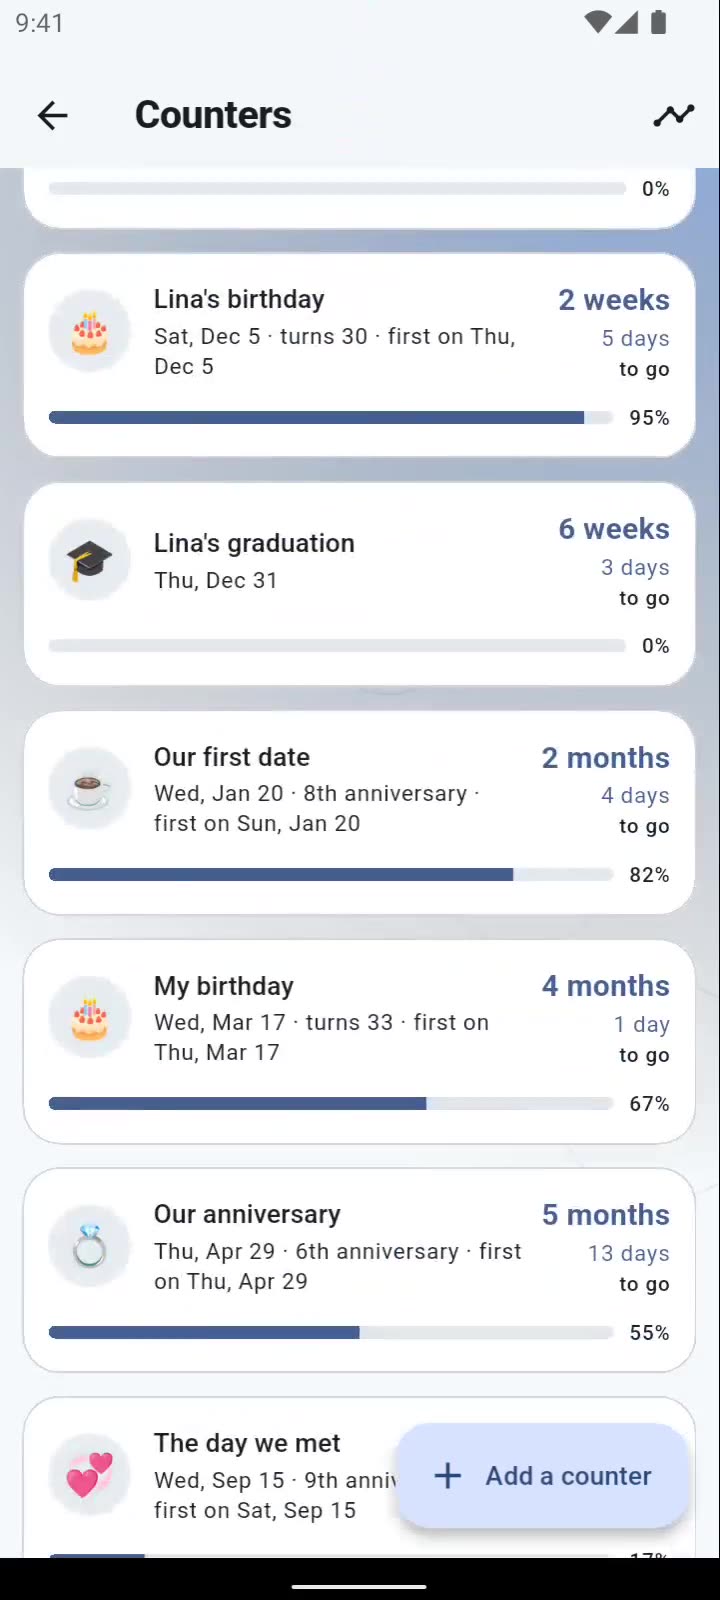 9:41
Counters
0%
Lina's birthday
2 weeks
Sat, Dec 5 · turns 30 · first on Thu,
Dec 5
5 days
to go
95%
Lina's graduation
6 weeks
Thu, Dec 31
3 days
to go
0%
Our first date
2 months
Wed, Jan 20 · 8th anniversary ·
first on Sun, Jan 20
4 days
to go
82%
My birthday
4 months
Wed, Mar 17 · turns 33 · first on
Thu, Mar 17
1 day
to go
67%
Our anniversary
5 months
Thu, Apr 29 · 6th anniversary · first
on Thu, Apr 29
13 days
to go
55%
The day we met
Wed, Sep 15 · 9th
first on Sat, Sep 15
Add a counter